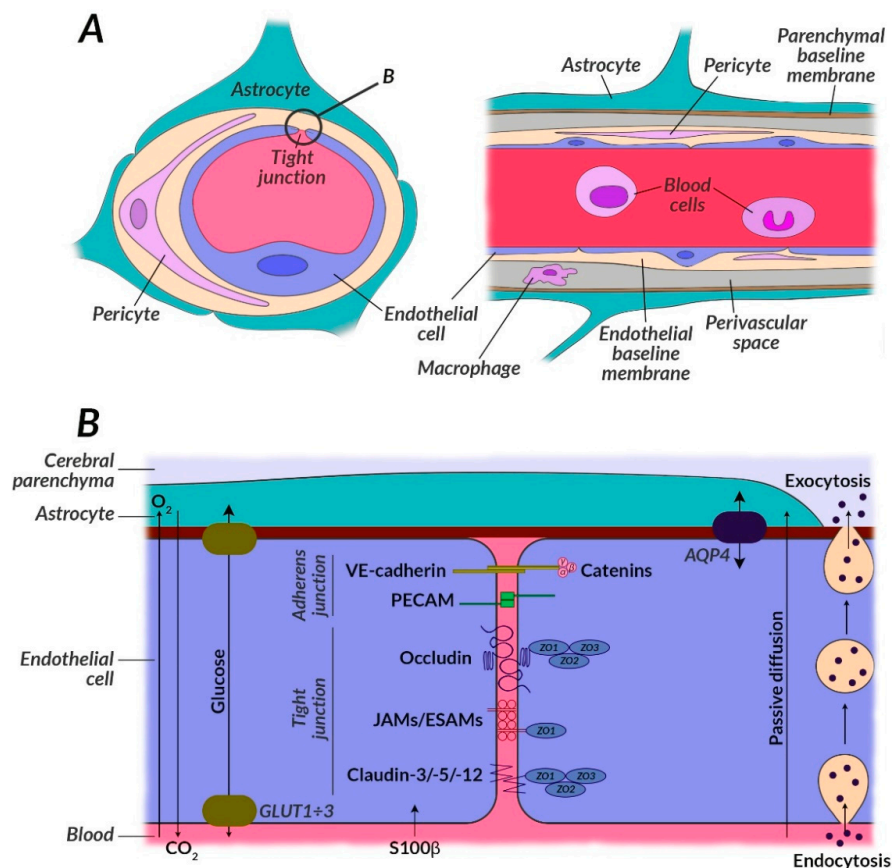 A
Astrocyte
B
Tight
junction
Pericyte
Endothelial
cell
Astrocyte
Pericyte
Parenchymal
baseline
membrane
Blood
cells
Macrophage
Endothelial
baseline
membrane
Perivascular
space
B
Cerebral
parenchyma
Astrocyte
Endothelial
cell
Blood
O2
CO2
Glucose
GLUT1÷3
Adherens
junction
Tight
junction
VE-cadherin
Catenins
γ
β
α
PECAM
Occludin
ZO1 ZO3
ZO2
JAMs/ESAMs
ZO1
Claudin-3/-5/-12
ZO1 ZO3
ZO2
S100β
AQP4
Passive diffusion
Exocytosis
Endocytosis